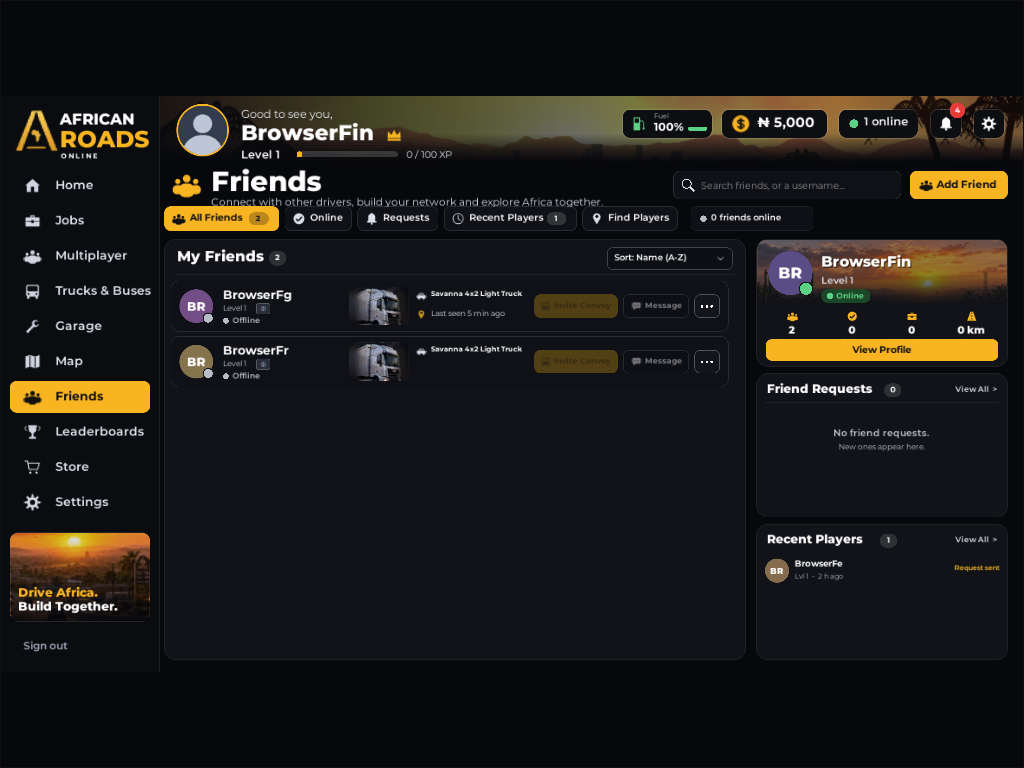 AFRICAN
ROADS
ONLINE
Home
Jobs
Multiplayer
Trucks & Buses
Garage
Map
Friends
Leaderboards
Store
Settings
Drive Africa.
Build Together.
Sign out
Good to see you,
BrowserFin
Level 1 0 / 100 XP
Fuel
100%
₦ 5,000
1 online
4
Friends
Connect with other drivers, build your network and explore Africa together.
Search friends, or a username...
Add Friend
All Friends 2
Online
Requests
Recent Players 1
Find Players
0 friends online
My Friends 2
Sort: Name (A-Z)
BR
BrowserFg
Level 1
Offline
Savanna 4x2 Light Truck
Last seen 5 min ago
Invite Convoy
Message
BR
BrowserFr
Level 1
Offline
Savanna 4x2 Light Truck
Invite Convoy
Message
BR
BrowserFin
Level 1
Online
2 0 0 0 km
View Profile
Friend Requests 0 View All >
No friend requests.
New ones appear here.
Recent Players 1 View All >
BR
BrowserFe
Lvl 1 - 2 h ago
Request sent